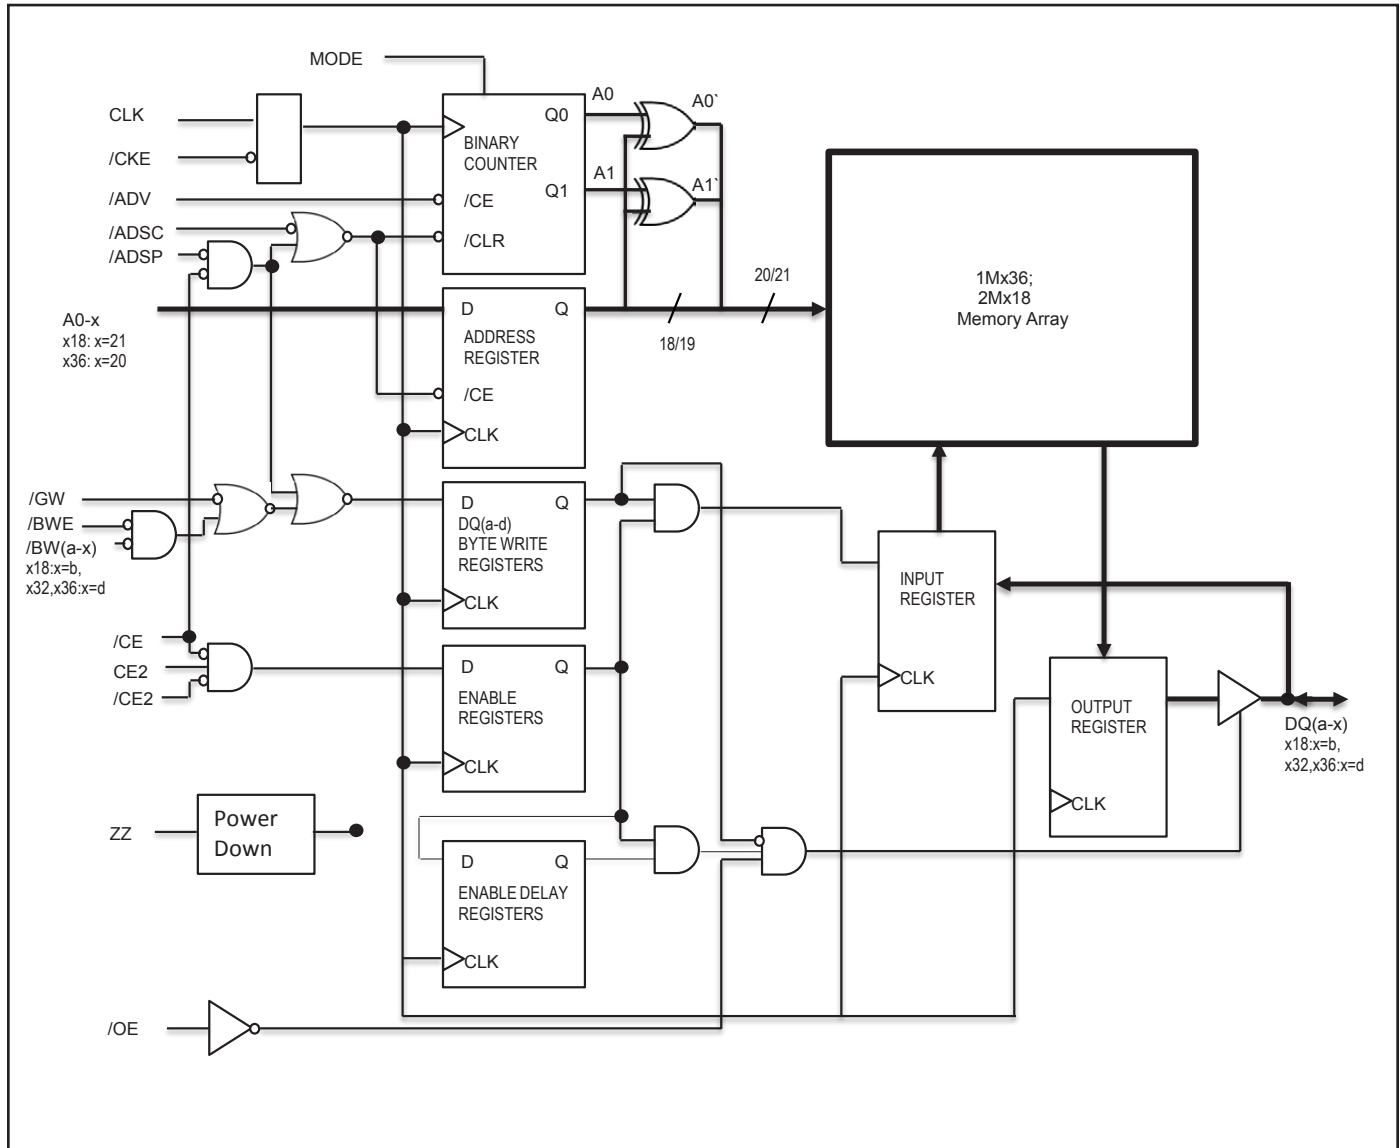 MODE
CLK
/CKE
/ADV
/ADSC
/ADSP
BINARY
COUNTER
/CE
/CLR
Q0
Q1
A0
A1
A0`
A1`
A0-x
x18: x=21
x36: x=20
D
Q
ADDRESS
REGISTER
/CE
CLK
18/19
20/21
1Mx36;
2Mx18
Memory Array
/GW
/BWE
/BW(a-x)
x18:x=b,
x32,x36:x=d
D
Q
DQ(a-d)
BYTE WRITE
REGISTERS
CLK
INPUT
REGISTER
CLK
/CE
CE2
/CE2
D
Q
ENABLE
REGISTERS
CLK
OUTPUT
REGISTER
CLK
DQ(a-x)
x18:x=b,
x32,x36:x=d
ZZ
Power
Down
D
Q
ENABLE DELAY
REGISTERS
CLK
/OE